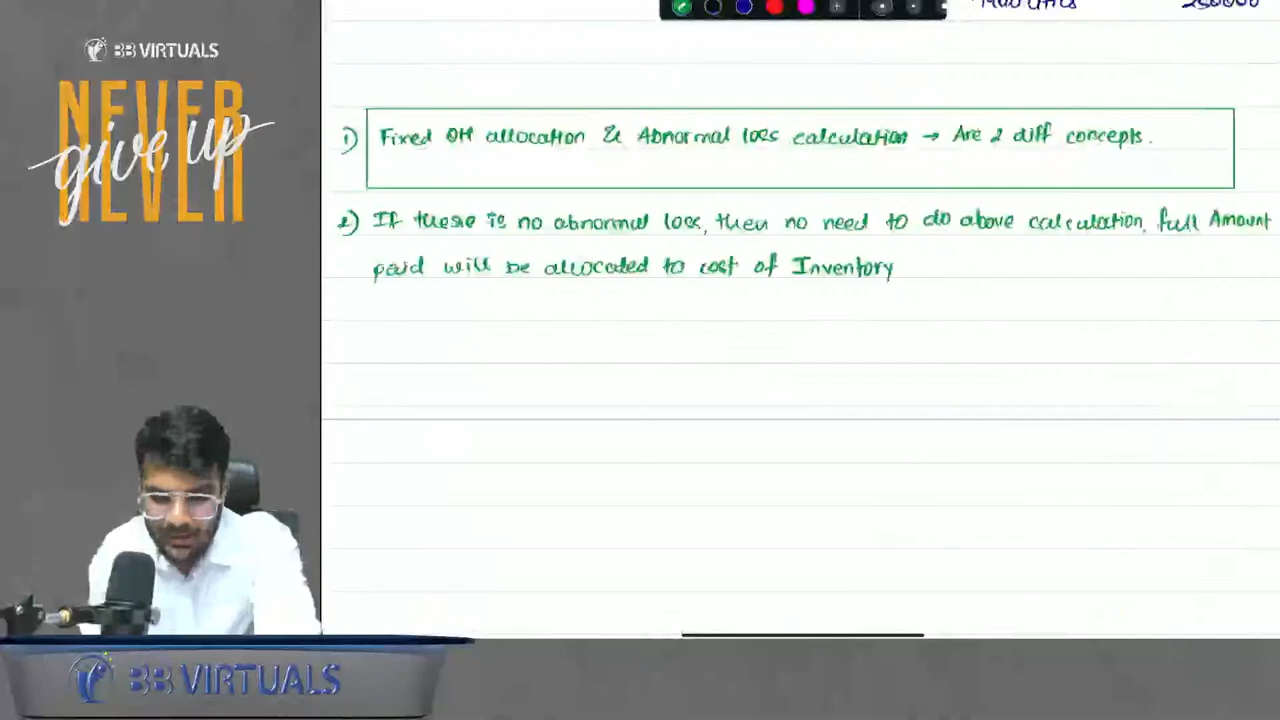 BB VIRTUALS
NEVER
give up
NEVER
250000
1) Fixed OH allocation & Abnormal loss calculation → Are 2 diff concepts.
2) If there is no abnormal loss, then no need to do above calculation, full Amount
paid will be allocated to cost of Inventory
BB VIRTUALS